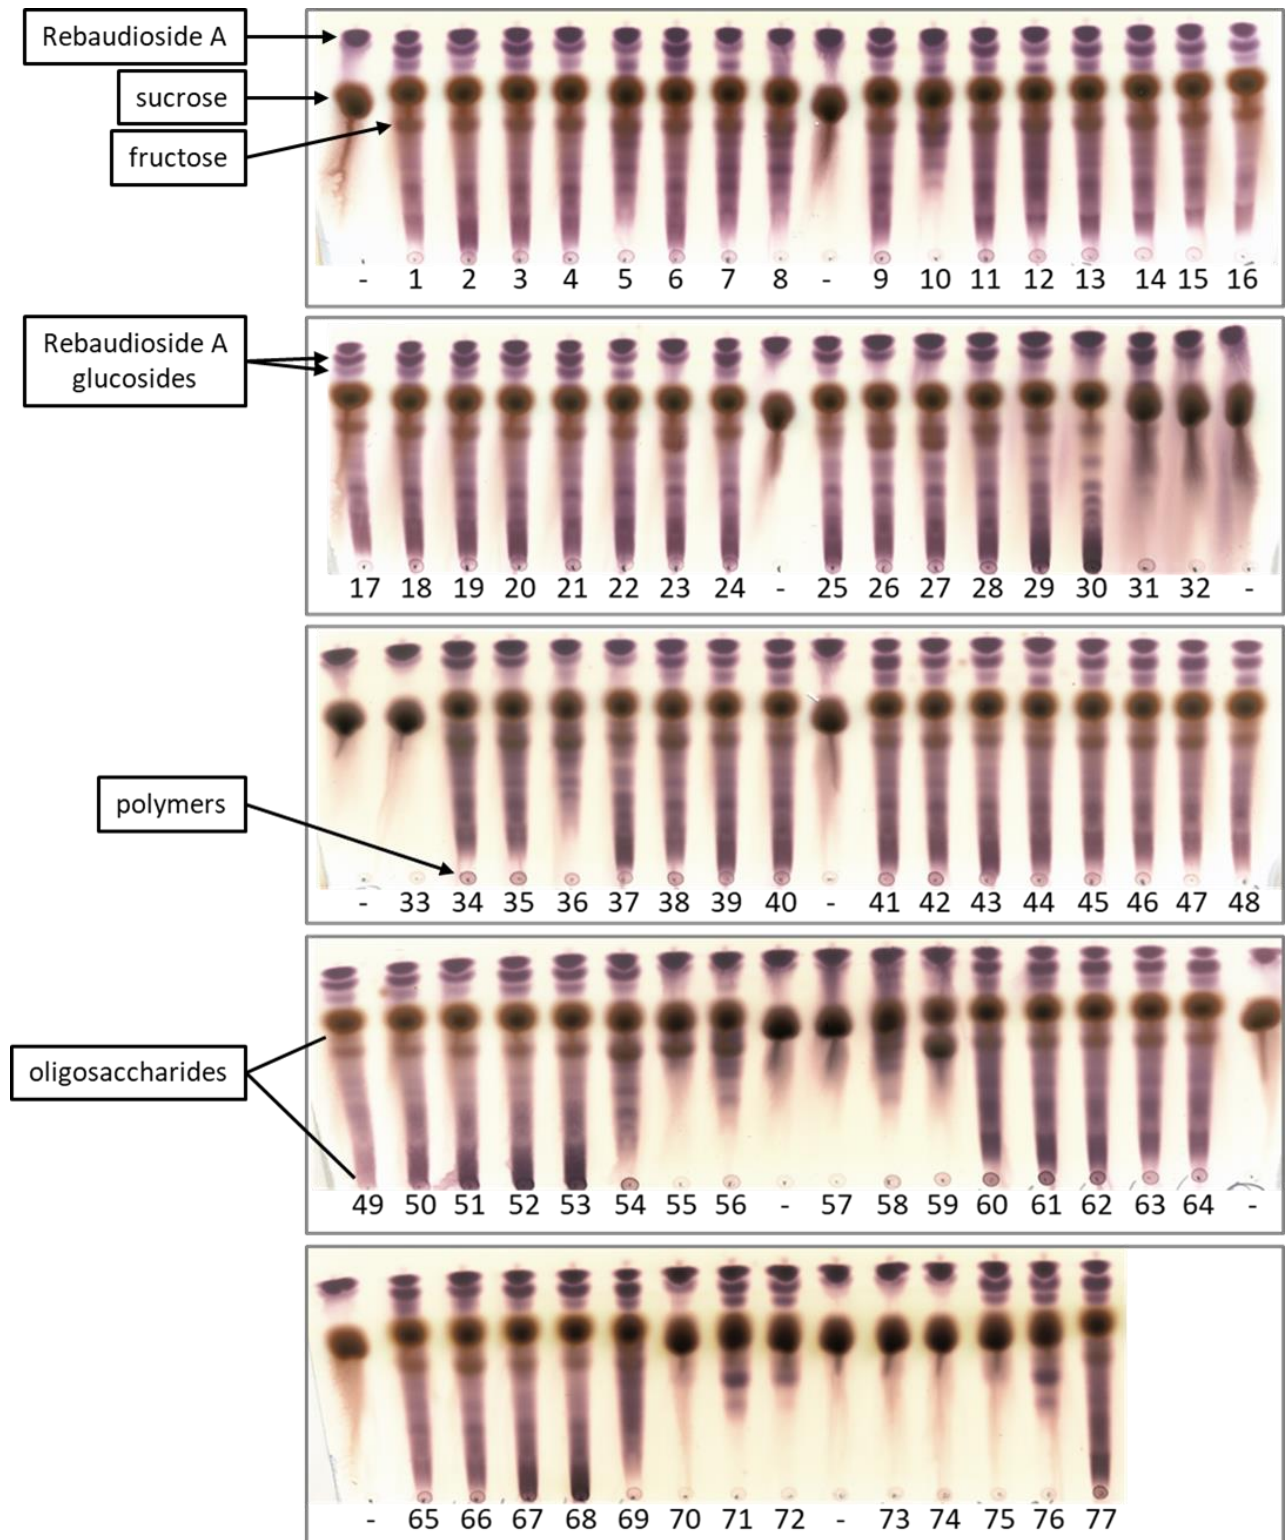 Rebaudioside A
sucrose
fructose
- 1 2 3 4 5 6 7 8 - 9 10 11 12 13 14 15 16
Rebaudioside A
glucosides
17 18 19 20 21 22 23 24 - 25 26 27 28 29 30 31 32 -
polymers
- 33 34 35 36 37 38 39 40 - 41 42 43 44 45 46 47 48
oligosaccharides
49 50 51 52 53 54 55 56 - 57 58 59 60 61 62 63 64 -
- 65 66 67 68 69 70 71 72 - 73 74 75 76 77